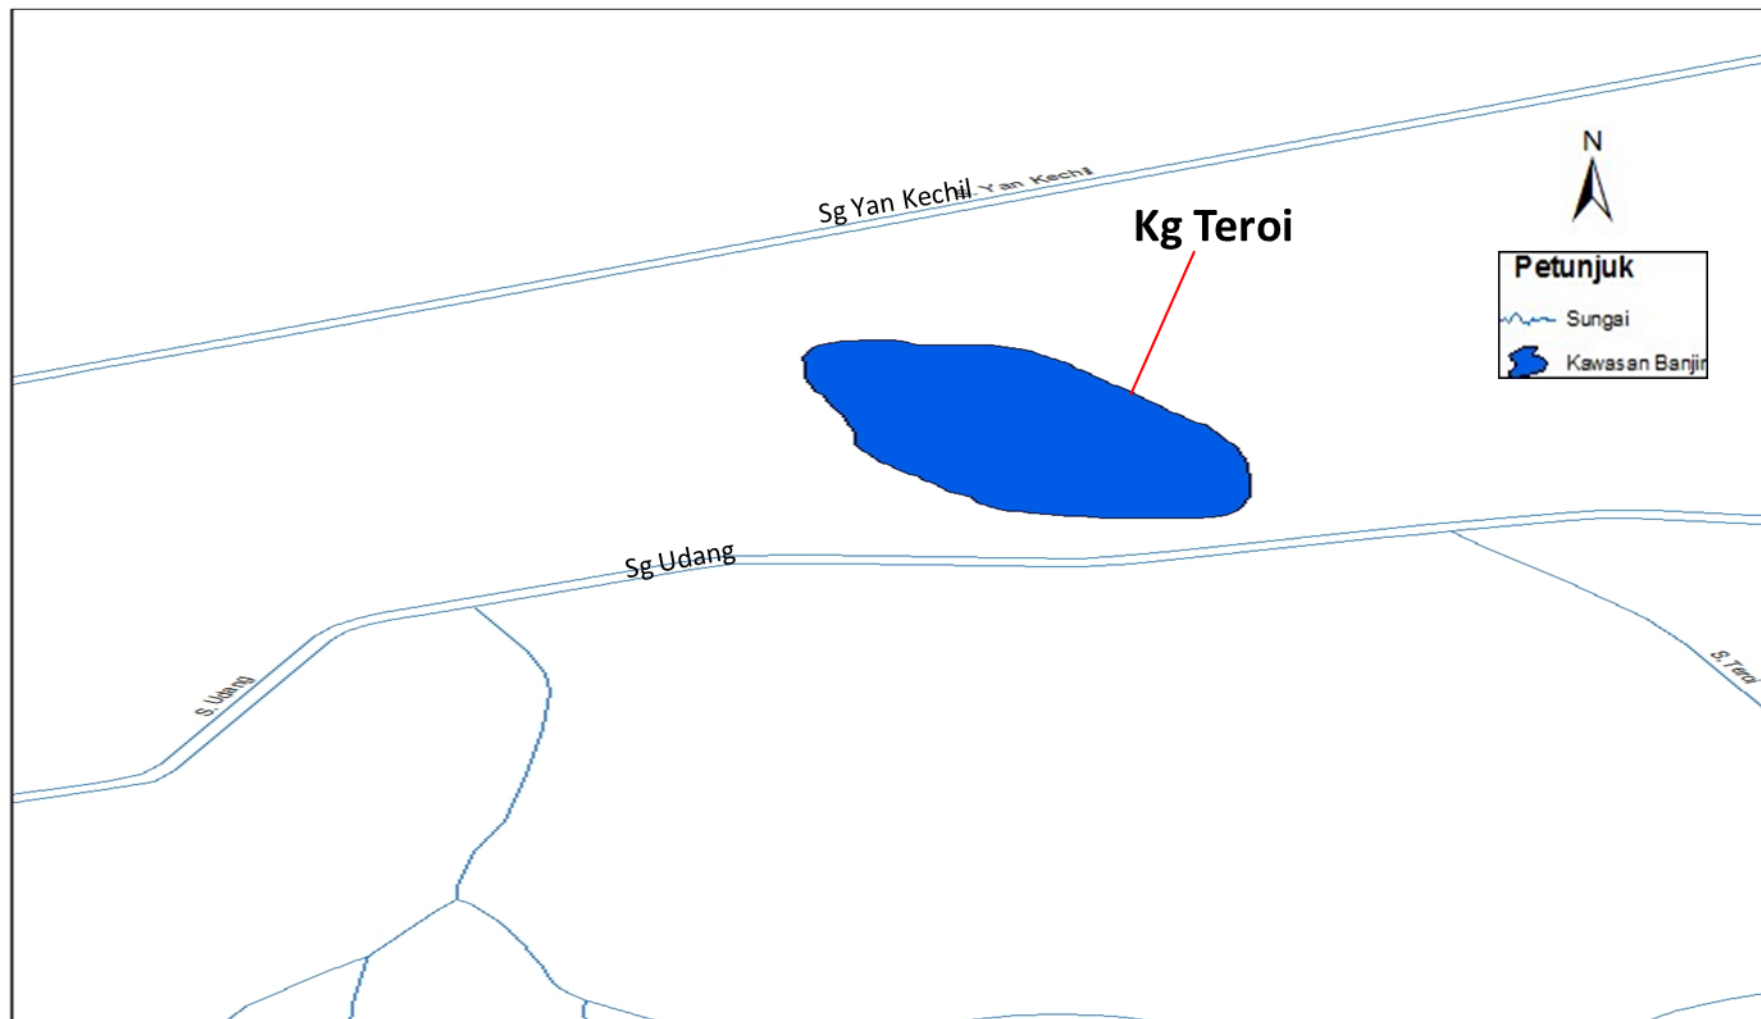 Sg Yan Kechil
Yan Kechil
N
Kg Teroi
Petunjuk
Sungai
Kawasan Banjir
Sg Udang
S. Udang
S. Teroi